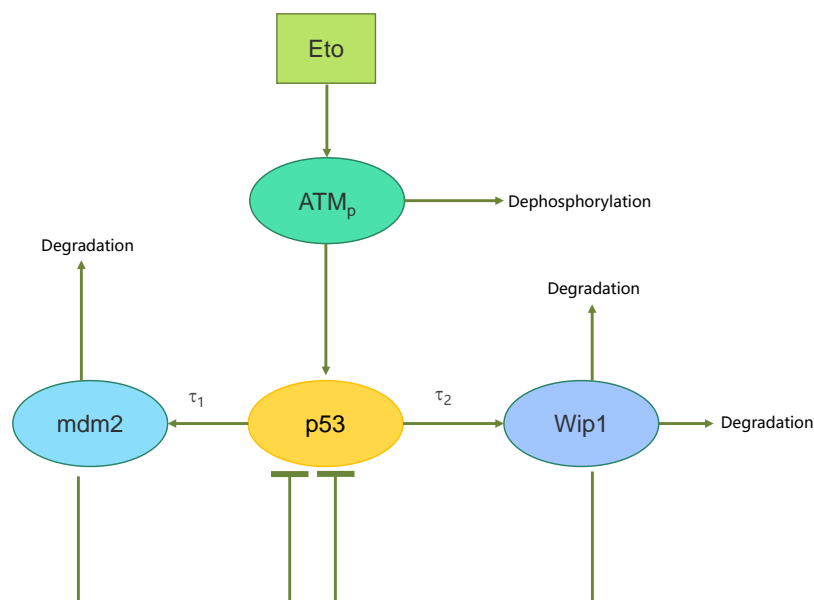 Eto
ATMp
Dephosphorylation
Degradation
Degradation
τ1
τ2
mdm2
p53
Wip1
Degradation